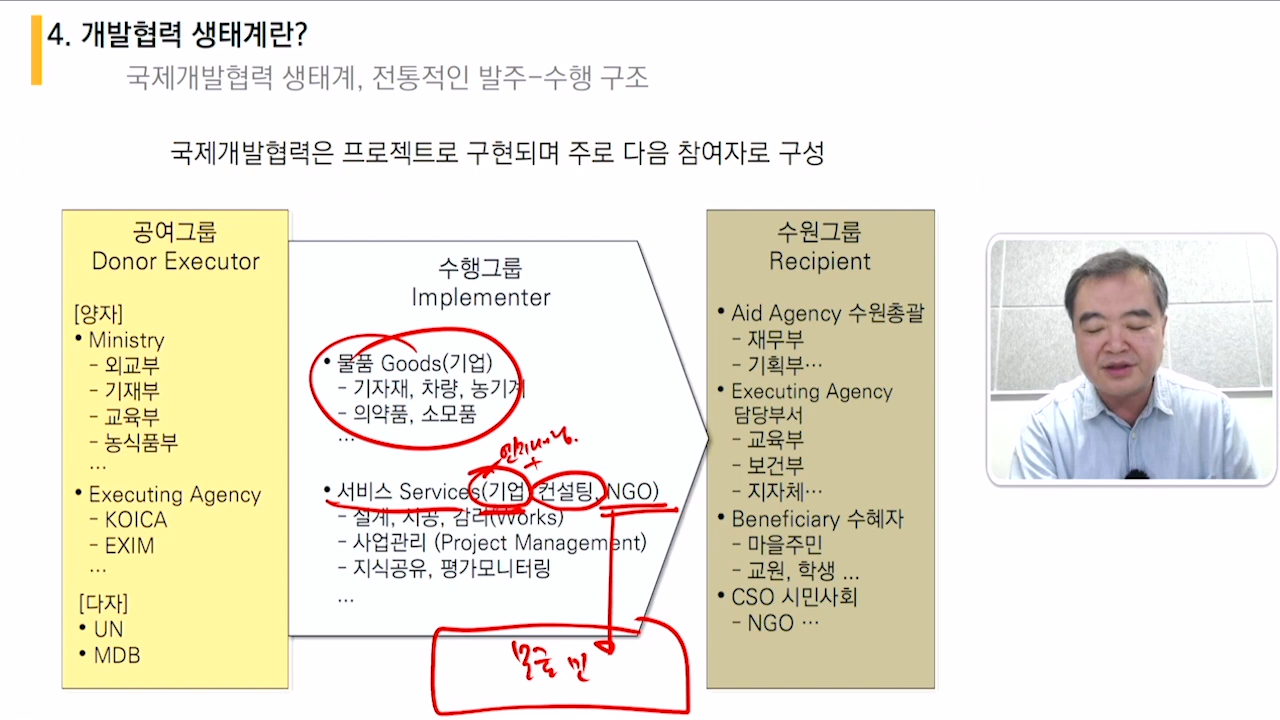 4. 개발협력 생태계란?
국제개발협력 생태계, 전통적인 발주-수행 구조
국제개발협력은 프로젝트로 구현되며 주로 다음 참여자로 구성
공여그룹
Donor Executor
[양자]
• Ministry
- 외교부
- 기재부
- 교육부
- 농식품부
...
• Executing Agency
- KOICA
- EXIM
...
[다자]
• UN
• MDB
수행그룹
Implementer
• 물품 Goods(기업)
- 기자재, 차량, 농기계
- 의약품, 소모품
...
• 서비스 Services(기업, 컨설팅, NGO)
- 설계, 시공, 감리(Works)
- 사업관리 (Project Management)
- 지식공유, 평가모니터링
...
수원그룹
Recipient
• Aid Agency 수원총괄
- 재무부
- 기획부…
• Executing Agency
담당부서
- 교육부
- 보건부
- 지자체…
• Beneficiary 수혜자
- 마을주민
- 교원, 학생 ...
• CSO 시민사회
- NGO …